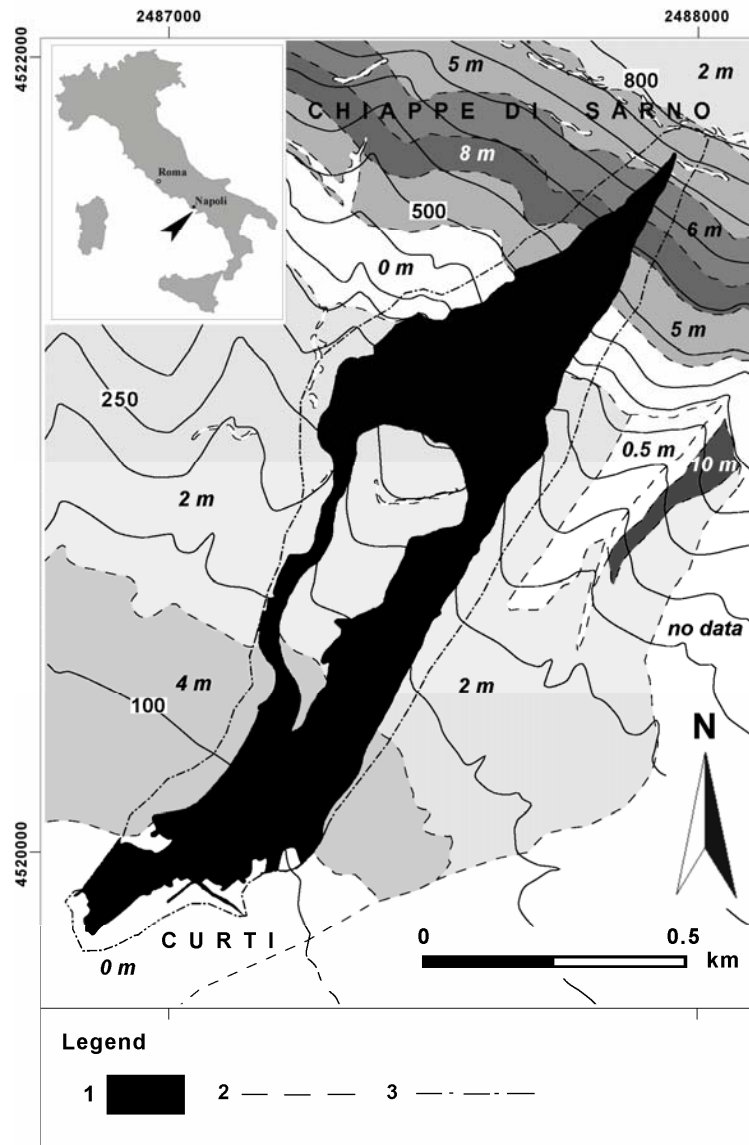 2487000
2488000
4522000
5 m
800
2 m
CHIAPPE DI SARNO
Roma
Napoli
8 m
500
6 m
0 m
5 m
250
0.5 m
10 m
2 m
no data
4 m
2 m
100
N
4520000
CURTI
0
0.5
km
0 m
Legend
1
2
3